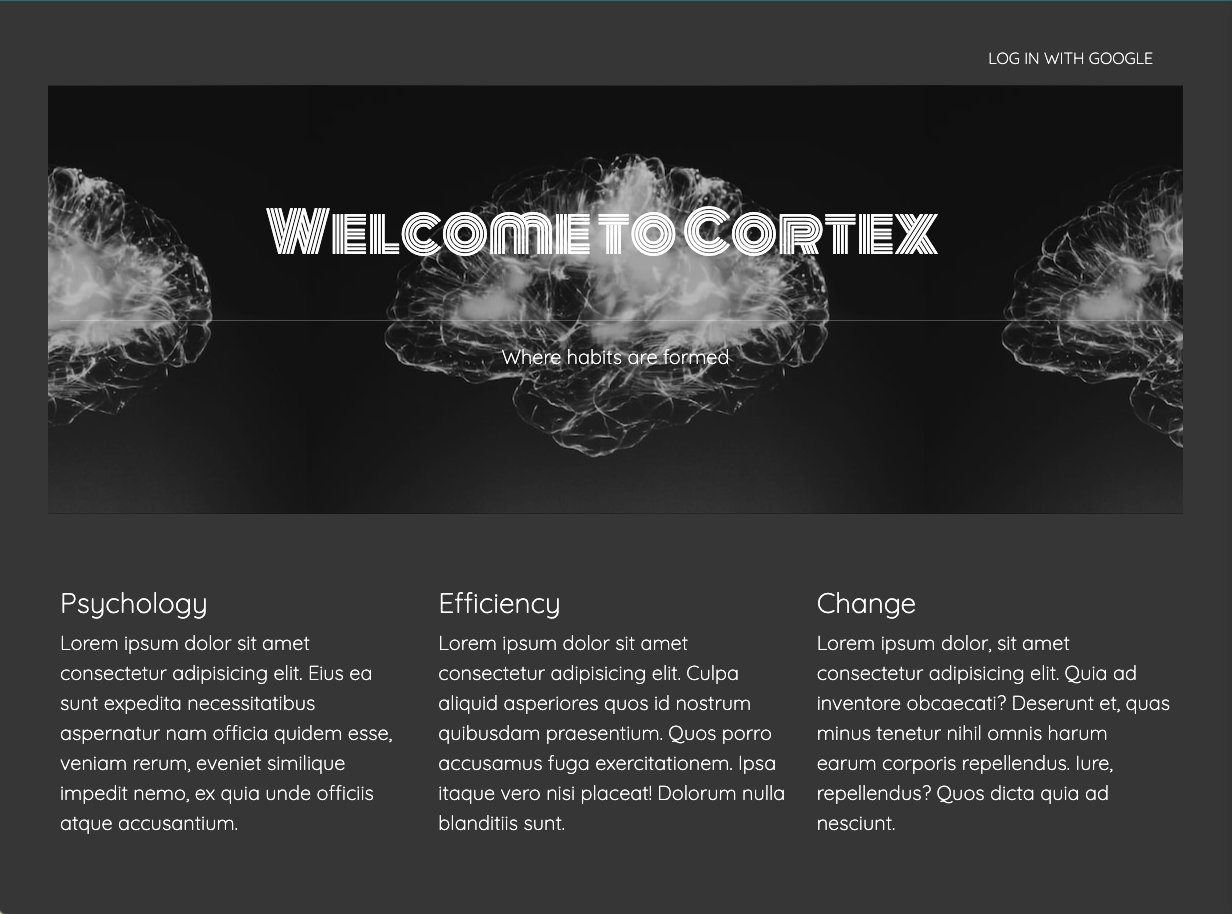 LOG IN WITH GOOGLE
Welcome to Cortex
Where habits are formed
Psychology
Lorem ipsum dolor sit amet
consectetur adipisicing elit. Eius ea
sunt expedita necessitatibus
aspernatur nam officia quidem esse,
veniam rerum, eveniet similique
impedit nemo, ex quia unde officiis
atque accusantium.
Efficiency
Lorem ipsum dolor sit amet
consectetur adipisicing elit. Culpa
aliquid asperiores quos id nostrum
quibusdam praesentium. Quos porro
accusamus fuga exercitationem. Ipsa
itaque vero nisi placeat! Dolorum nulla
blanditiis sunt.
Change
Lorem ipsum dolor, sit amet
consectetur adipisicing elit. Quia ad
inventore obcaecati? Deserunt et, quas
minus tenetur nihil omnis harum
earum corporis repellendus. Iure,
repellendus? Quos dicta quia ad
nesciunt.